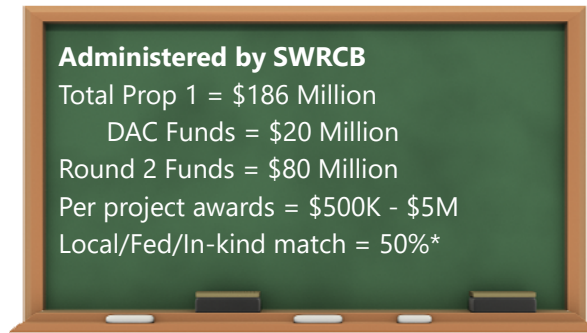 Administered by SWRCB
Total Prop 1 = $186 Million
DAC Funds = $20 Million
Round 2 Funds = $80 Million
Per project awards = $500K - $5M
Local/Fed/In-kind match = 50%*